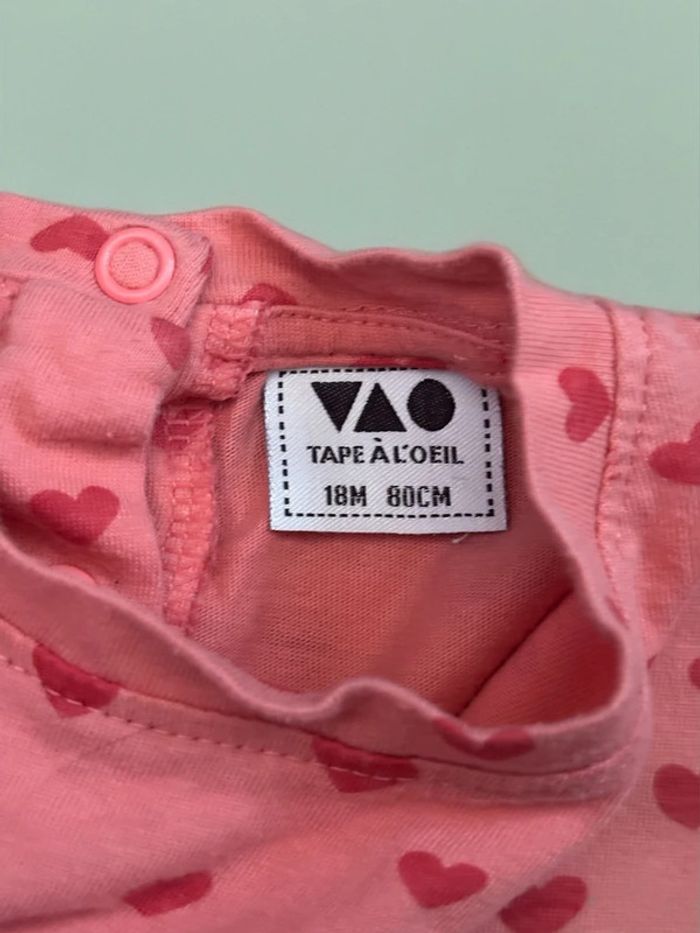 TAPE À L'OEIL
18M 80CM